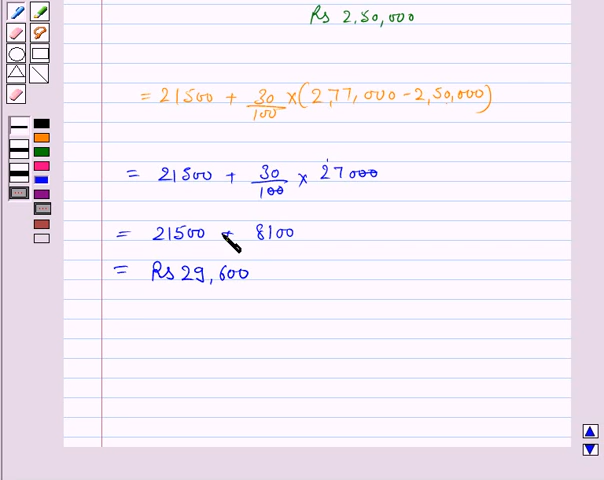 Rs 2,50,000
= 21500 + 30/100 × (2,77,000 - 2,50,000)
= 21500 + 30/100 × 27000
= 21500 + 8100
= Rs 29,600